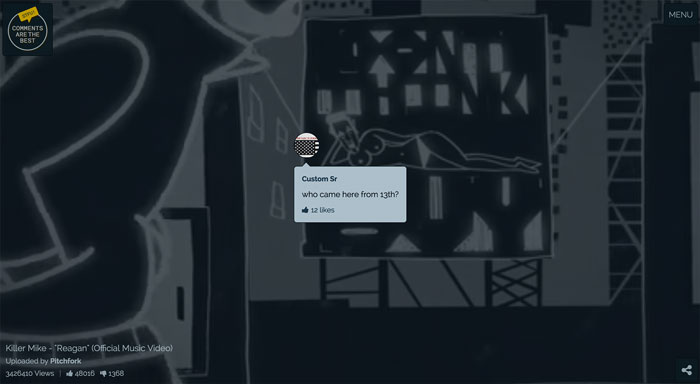 MENU
COMMENTS
ARE THE
BEST
DON'T
THINK
Custom Sr
who came here from 13th?
12 likes
Killer Mike - "Reagan" (Official Music Video)
Uploaded by Pitchfork
3426410 Views | 48016 1368